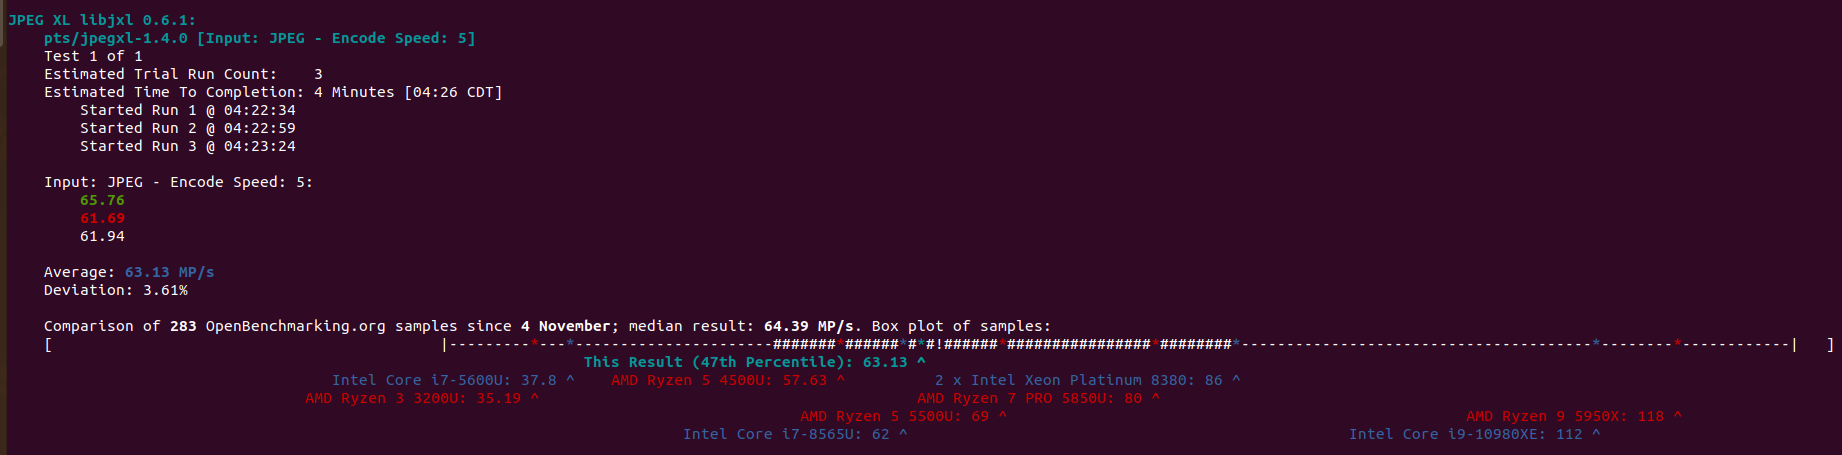 JPEG XL libjxl 0.6.1:
pts/jpegxl-1.4.0 [Input: JPEG - Encode Speed: 5]
Test 1 of 1
Estimated Trial Run Count:    3
Estimated Time To Completion: 4 Minutes [04:26 CDT]
Started Run 1 @ 04:22:34
Started Run 2 @ 04:22:59
Started Run 3 @ 04:23:24
Input: JPEG - Encode Speed: 5:
65.76
61.69
61.94
Average: 63.13 MP/s
Deviation: 3.61%
Comparison of 283 OpenBenchmarking.org samples since 4 November; median result: 64.39 MP/s. Box plot of samples:
[                                           |---------*---*----------------------#######*######*#*#!######*################*########*---------------------------------------*--------*------------|   ]
This Result (47th Percentile): 63.13 ^
Intel Core i7-5600U: 37.8 ^    AMD Ryzen 5 4500U: 57.63 ^          2 x Intel Xeon Platinum 8380: 86 ^
AMD Ryzen 3 3200U: 35.19 ^                                          AMD Ryzen 7 PRO 5850U: 80 ^
AMD Ryzen 5 5500U: 69 ^                                                   AMD Ryzen 9 5950X: 118 ^
Intel Core i7-8565U: 62 ^                                                 Intel Core i9-10980XE: 112 ^